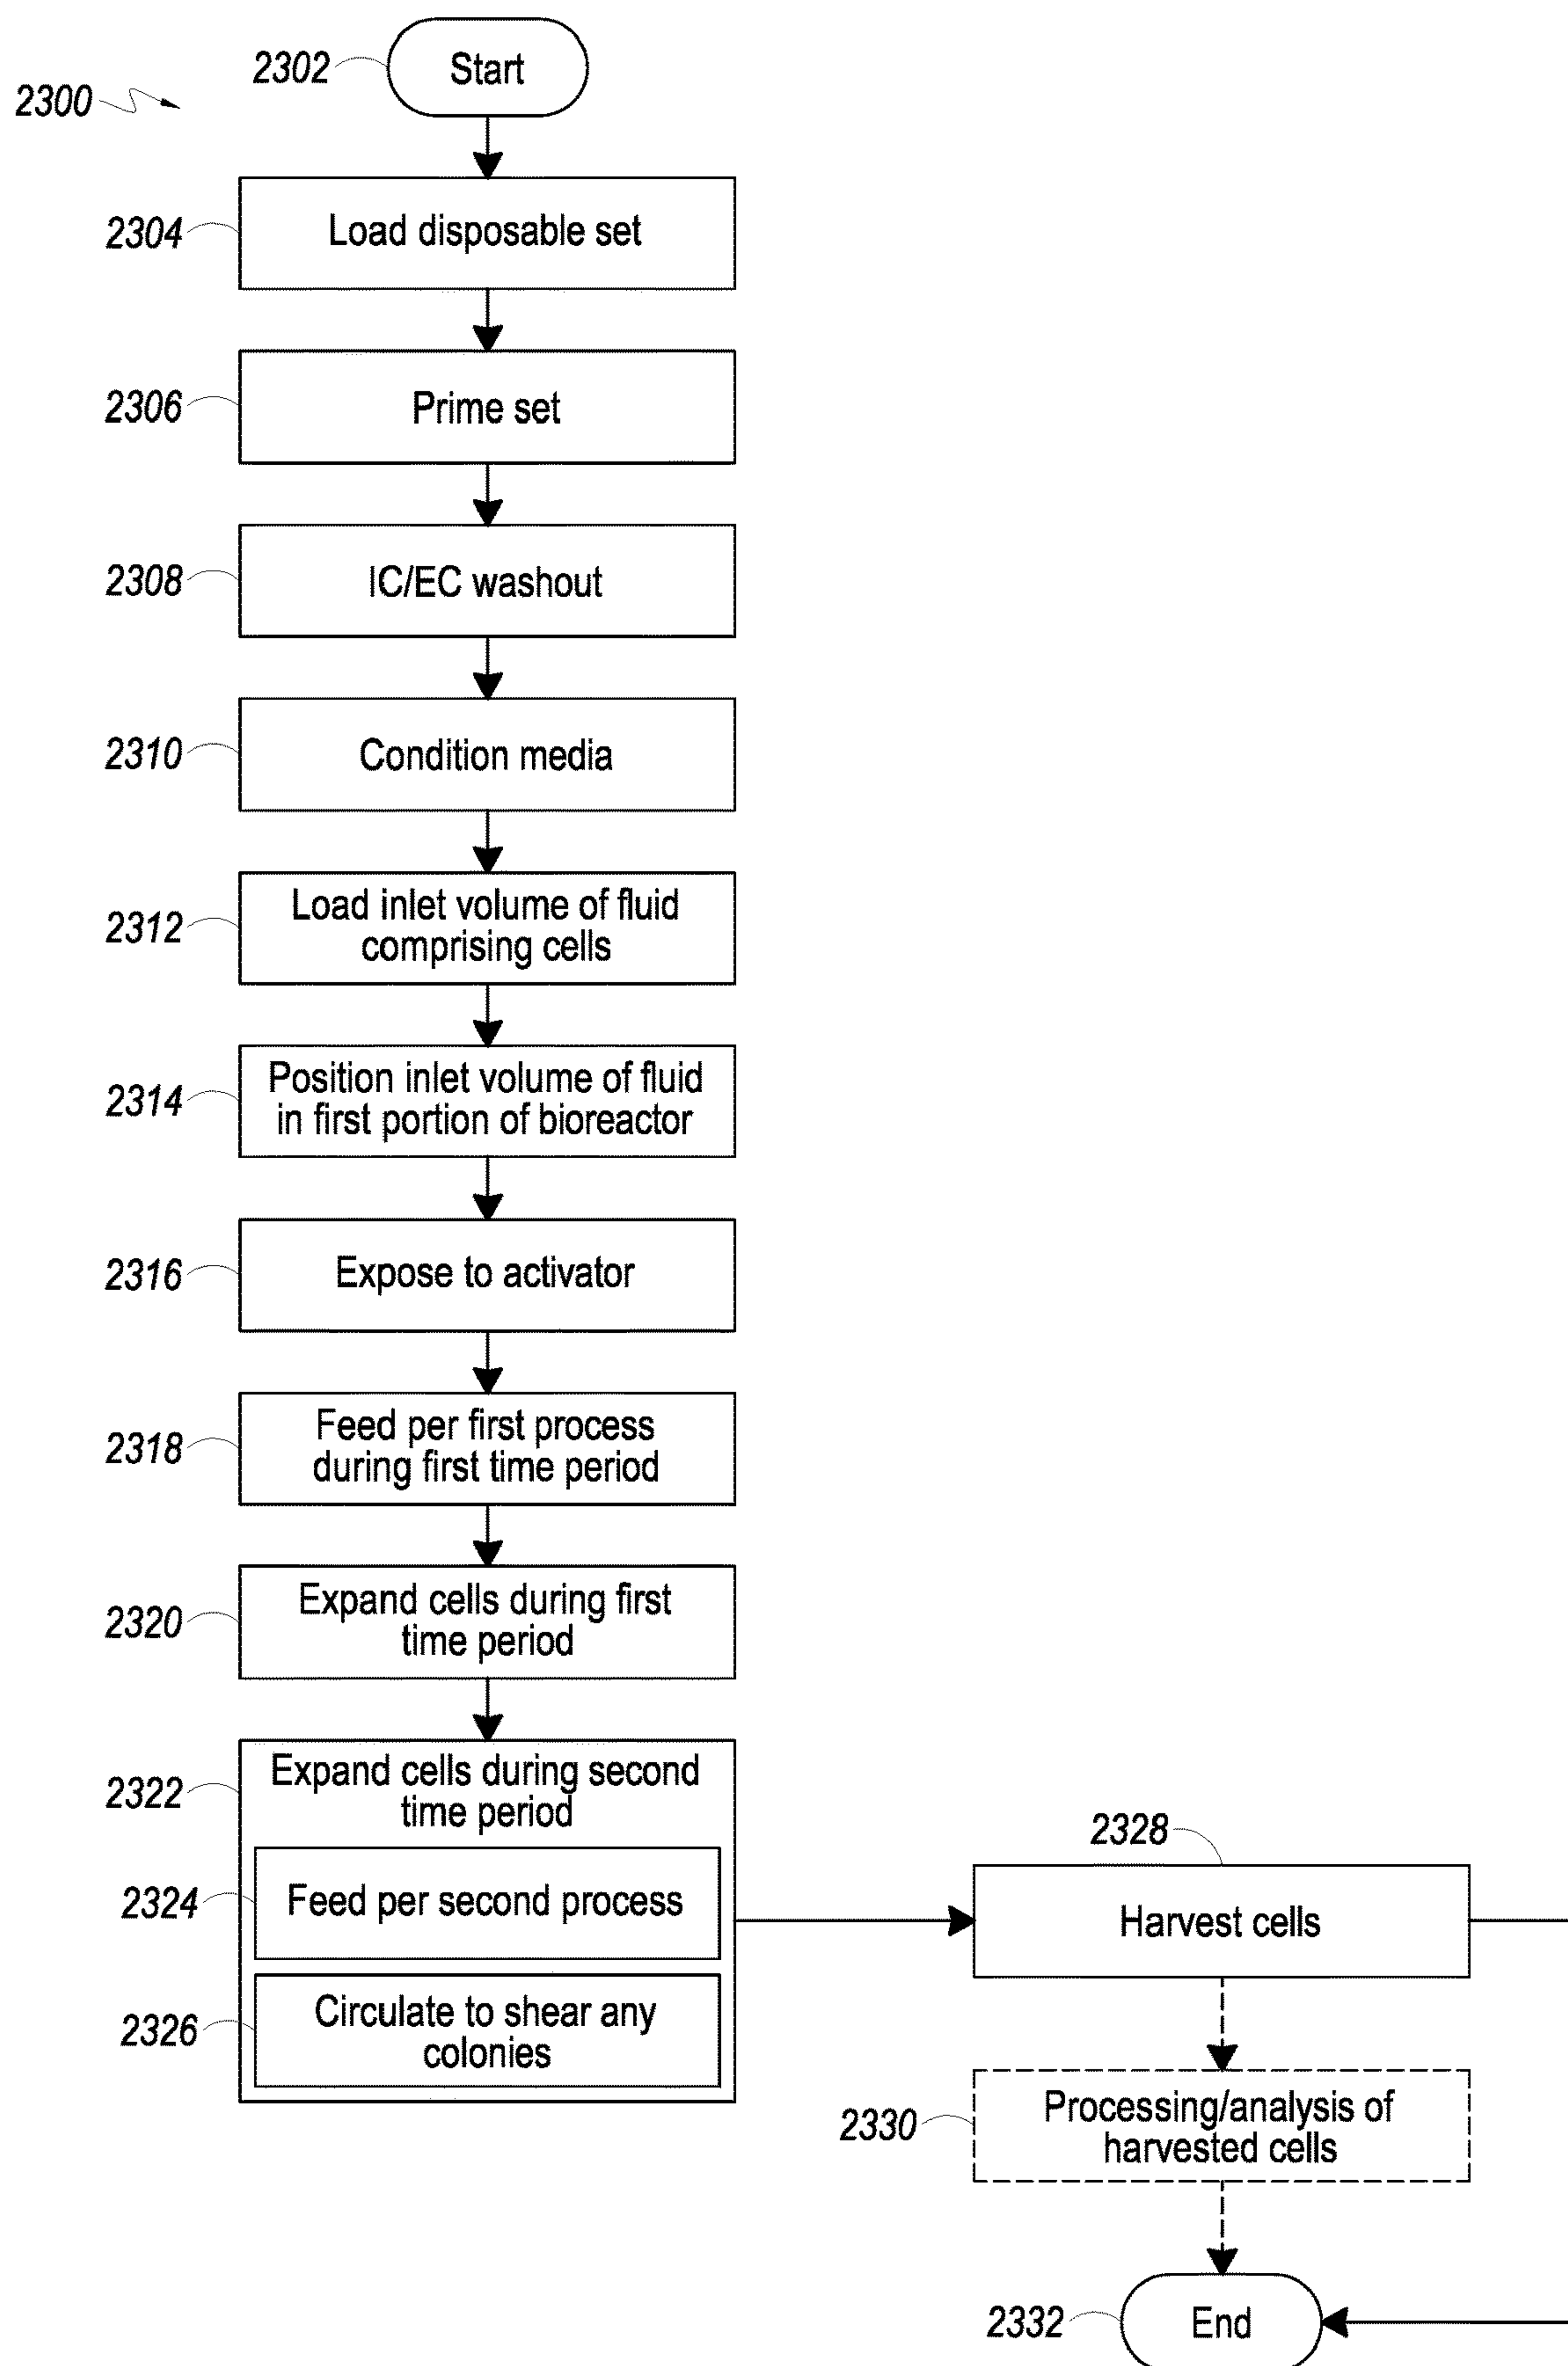 2300
2302
Start
2304
Load disposable set
2306
Prime set
2308
IC/EC washout
2310
Condition media
2312
Load inlet volume of fluid
comprising cells
2314
Position inlet volume of fluid
in first portion of bioreactor
2316
Expose to activator
2318
Feed per first process
during first time period
2320
Expand cells during first
time period
2322
Expand cells during second
time period
2324
Feed per second process
2326
Circulate to shear any
colonies
2328
Harvest cells
2330
Processing/analysis of
harvested cells
2332
End